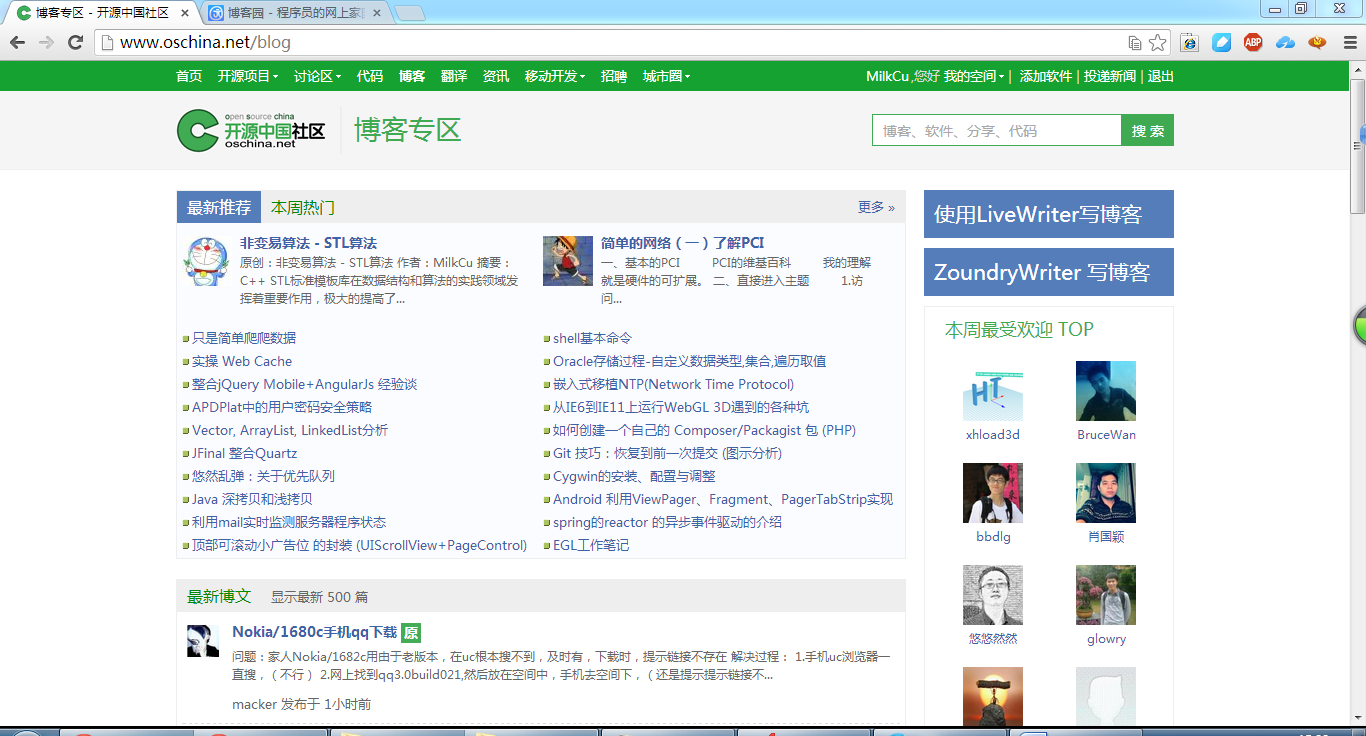 博客专区 - 开源中国社区
博客园 - 程序员的网上家
www.oschina.net/blog
ABP
首页 开源项目 讨论区 代码 博客 翻译 资讯 移动开发 招聘 城市圈
MilkCu,您好 我的空间 | 添加软件 | 投递新闻 | 退出
open source china
开源中国社区
oschina.net
博客专区
博客、软件、分享、代码
搜 索
最新推荐 本周热门 更多 »
非变易算法 - STL算法
原创：非变易算法 - STL算法 作者：MilkCu 摘要：
C++ STL标准模板库在数据结构和算法的实践领域发
挥着重要作用，极大的提高了...
简单的网络（一）了解PCI
一、基本的PCI PCI的维基百科 我的理解
就是硬件的可扩展。 二、直接进入主题 1.访
问...
只是简单爬爬数据
实操 Web Cache
整合jQuery Mobile+AngularJs 经验谈
APDPlat中的用户密码安全策略
Vector, ArrayList, LinkedList分析
JFinal 整合Quartz
悠然乱弹：关于优先队列
Java 深拷贝和浅拷贝
利用mail实时监测服务器程序状态
顶部可滚动小广告位 的封装 (UIScrollView+PageControl)
shell基本命令
Oracle存储过程-自定义数据类型,集合,遍历取值
嵌入式移植NTP(Network Time Protocol)
从IE6到IE11上运行WebGL 3D遇到的各种坑
如何创建一个自己的 Composer/Packagist 包 (PHP)
Git 技巧：恢复到前一次提交 (图示分析)
Cygwin的安装、配置与调整
Android 利用ViewPager、Fragment、PagerTabStrip实现
spring的reactor 的异步事件驱动的介绍
EGL工作笔记
最新博文 显示最新 500 篇
Nokia/1680c手机qq下载 原
问题：家人Nokia/1682c用由于老版本，在uc根本搜不到，及时有，下载时，提示链接不存在 解决过程： 1.手机uc浏览器一
直搜，（不行） 2.网上找到qq3.0build021,然后放在空间中，手机去空间下，（还是提示提示链接不...
macker 发布于 1小时前
使用LiveWriter写博客
ZoundryWriter 写博客
本周最受欢迎 TOP
HT
xhload3d BruceWan
bbdlg 肖国颖
悠悠然然 glowry